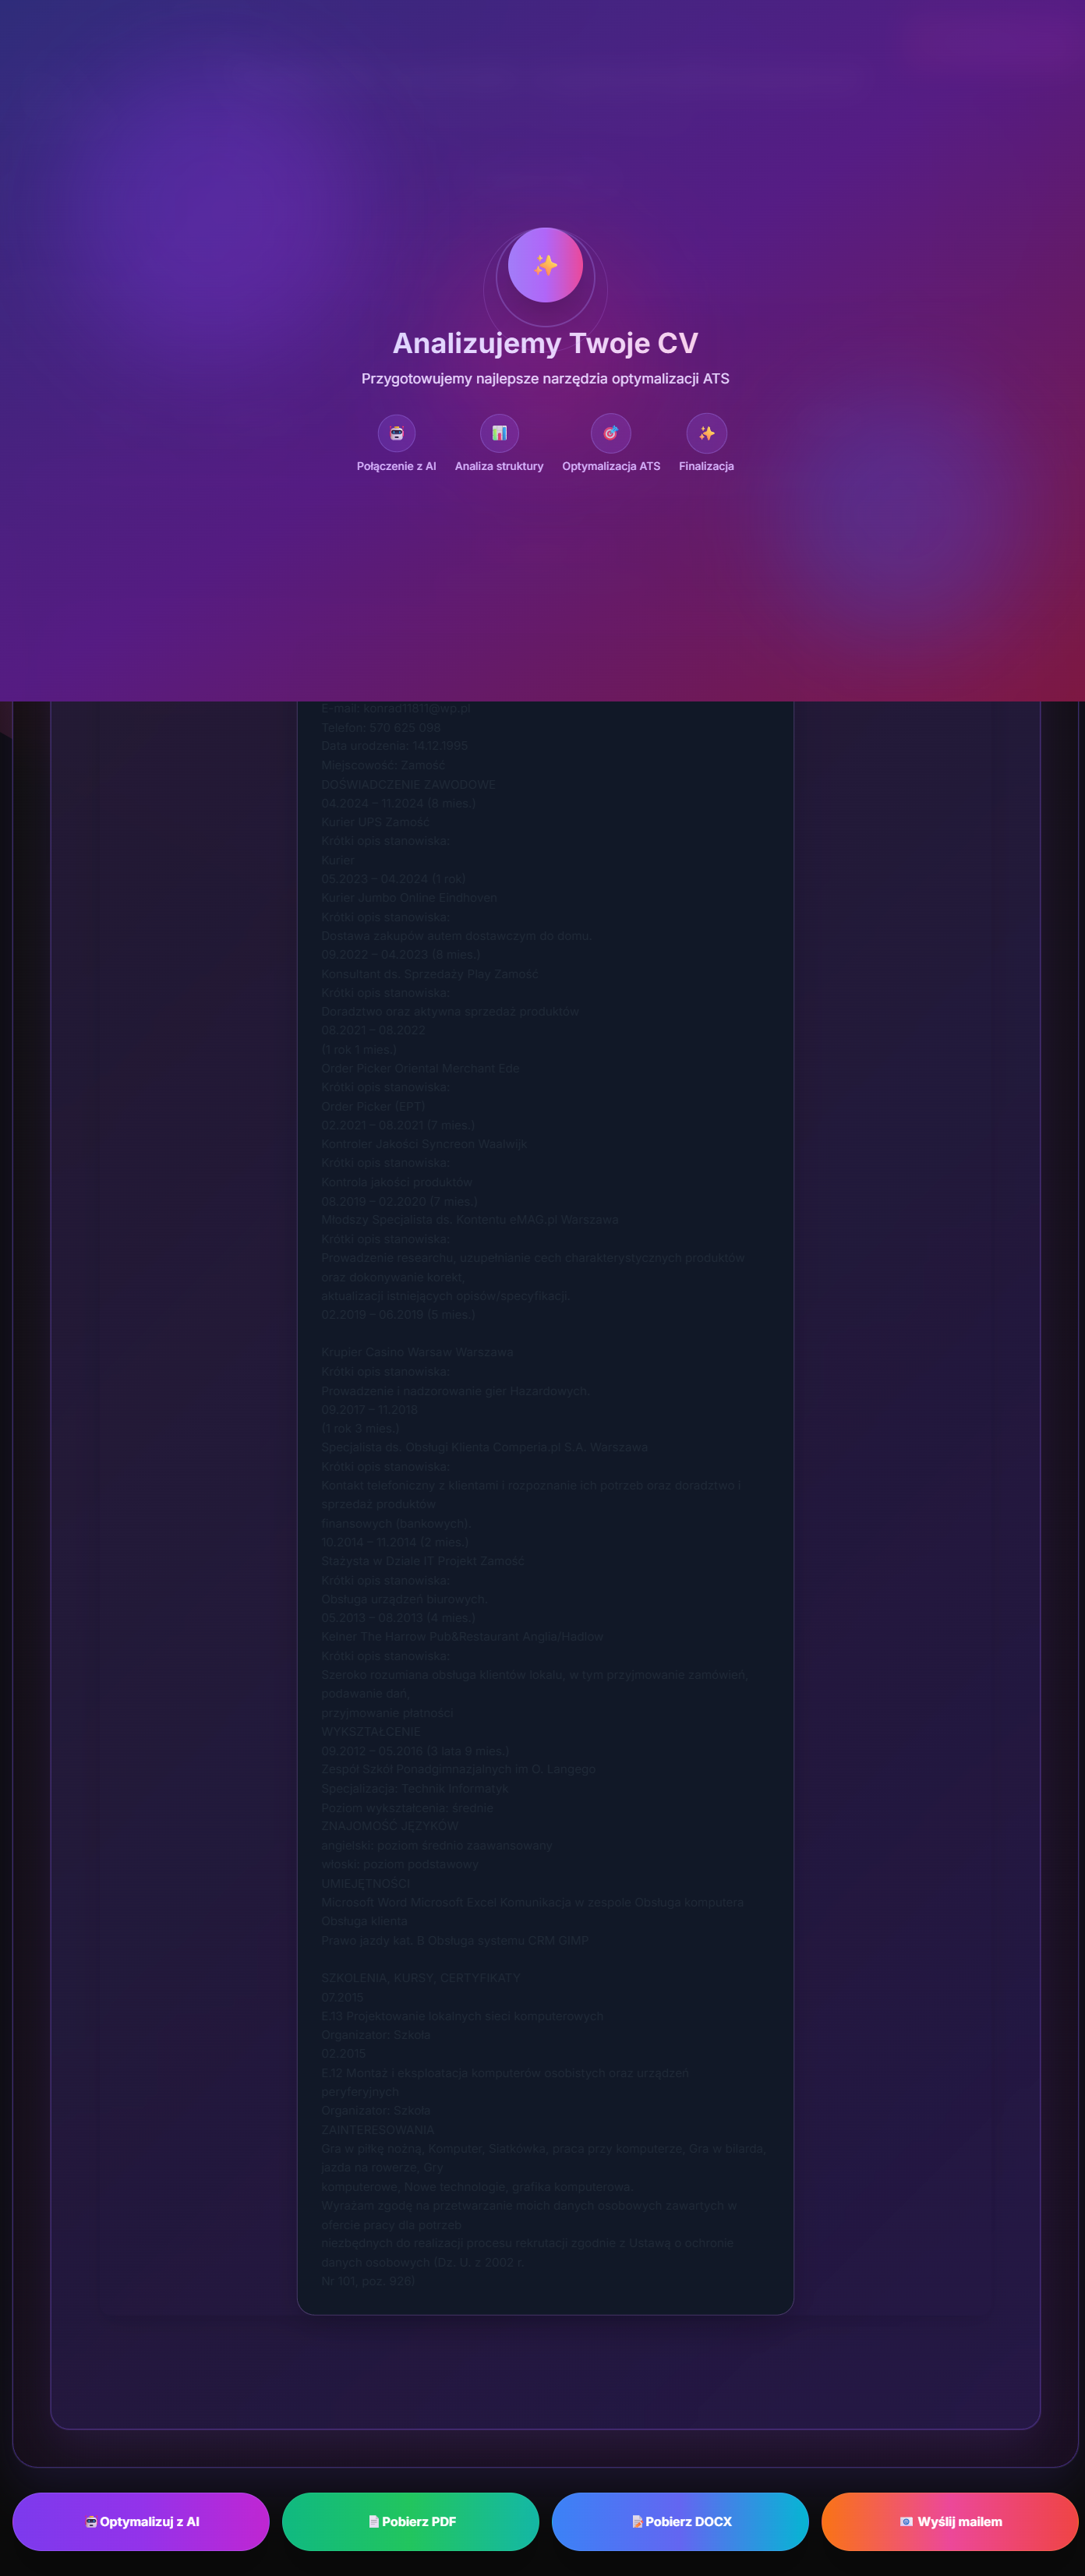 Analizujemy Twoje CV
Przygotowujemy najlepsze narzędzia optymalizacji ATS
Połączenie z AI
Analiza struktury
Optymalizacja ATS
Finalizacja
E-mail: konrad11811@wp.pl
Telefon: 570 625 098
Data urodzenia: 14.12.1995
Miejscowość: Zamość
DOŚWIADCZENIE ZAWODOWE
04.2024 – 11.2024 (8 mies.)
Kurier UPS Zamość
Krótki opis stanowiska:
Kurier
05.2023 – 04.2024 (1 rok)
Kurier Jumbo Online Eindhoven
Krótki opis stanowiska:
Dostawa zakupów autem dostawczym do domu.
09.2022 – 04.2023 (8 mies.)
Konsultant ds. Sprzedaży Play Zamość
Krótki opis stanowiska:
Doradztwo oraz aktywna sprzedaż produktów
08.2021 – 08.2022
(1 rok 1 mies.)
Order Picker Oriental Merchant Ede
Krótki opis stanowiska:
Order Picker (EPT)
02.2021 – 08.2021 (7 mies.)
Kontroler Jakości Syncreon Waalwijk
Krótki opis stanowiska:
Kontrola jakości produktów
08.2019 – 02.2020 (7 mies.)
Młodszy Specjalista ds. Kontentu eMAG.pl Warszawa
Krótki opis stanowiska:
Prowadzenie researchu, uzupełnianie cech charakterystycznych produktów
oraz dokonywanie korekt,
aktualizacji istniejących opisów/specyfikacji.
02.2019 – 06.2019 (5 mies.)
Krupier Casino Warsaw Warszawa
Krótki opis stanowiska:
Prowadzenie i nadzorowanie gier Hazardowych.
09.2017 – 11.2018
(1 rok 3 mies.)
Specjalista ds. Obsługi Klienta Comperia.pl S.A. Warszawa
Krótki opis stanowiska:
Kontakt telefoniczny z klientami i rozpoznanie ich potrzeb oraz doradztwo i
sprzedaż produktów
finansowych (bankowych).
10.2014 – 11.2014 (2 mies.)
Stażysta w Dziale IT Projekt Zamość
Krótki opis stanowiska:
Obsługa urządzeń biurowych.
05.2013 – 08.2013 (4 mies.)
Kelner The Harrow Pub&Restaurant Anglia/Hadlow
Krótki opis stanowiska:
Szeroko rozumiana obsługa klientów lokalu, w tym przyjmowanie zamówień,
podawanie dań,
przyjmowanie płatności
WYKSZTAŁCENIE
09.2012 – 05.2016 (3 lata 9 mies.)
Zespół Szkół Ponadgimnazjalnych im O. Langego
Specjalizacja: Technik Informatyk
Poziom wykształcenia: średnie
ZNAJOMOŚĆ JĘZYKÓW
angielski: poziom średnio zaawansowany
włoski: poziom podstawowy
UMIEJĘTNOŚCI
Microsoft Word Microsoft Excel Komunikacja w zespole Obsługa komputera
Obsługa klienta
Prawo jazdy kat. B Obsługa systemu CRM GIMP
SZKOLENIA, KURSY, CERTYFIKATY
07.2015
E.13 Projektowanie lokalnych sieci komputerowych
Organizator: Szkoła
02.2015
E.12 Montaż i eksploatacja komputerów osobistych oraz urządzeń
peryferyjnych
Organizator: Szkoła
ZAINTERESOWANIA
Gra w piłkę nożną, Komputer, Siatkówka, praca przy komputerze, Gra w bilarda,
jazda na rowerze, Gry
komputerowe, Nowe technologie, grafika komputerowa.
Wyrażam zgodę na przetwarzanie moich danych osobowych zawartych w
ofercie pracy dla potrzeb
niezbędnych do realizacji procesu rekrutacji zgodnie z Ustawą o ochronie
danych osobowych (Dz. U. z 2002 r.
Nr 101, poz. 926)
Optymalizuj z AI
Pobierz PDF
Pobierz DOCX
Wyślij mailem